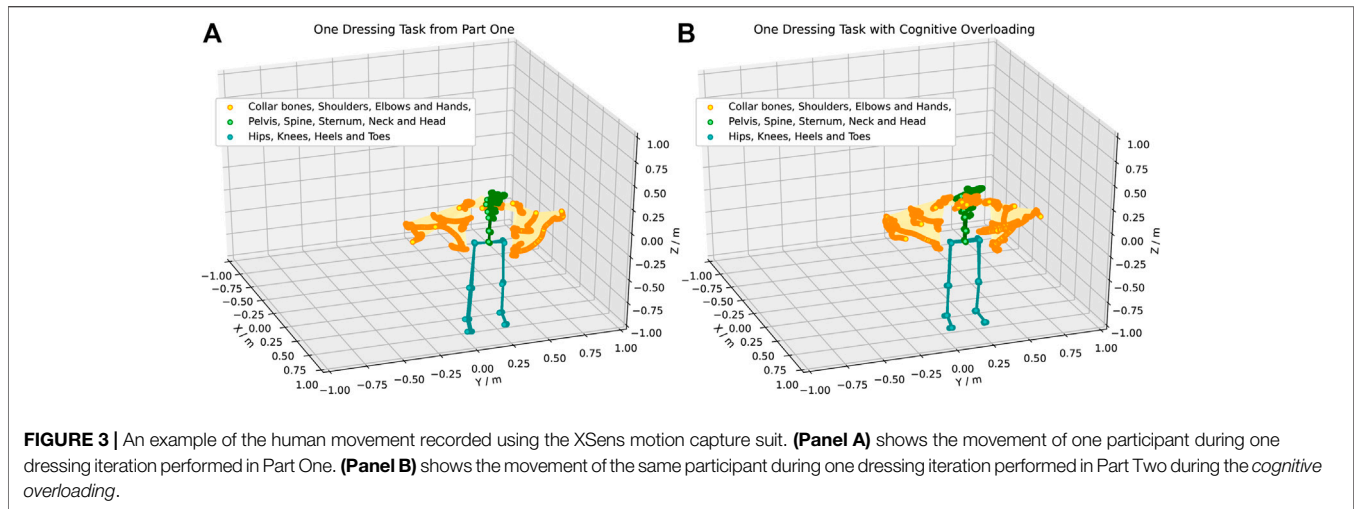 A
One Dressing Task from Part One
Collar bones, Shoulders, Elbows and Hands,
Pelvis, Spine, Sternum, Neck and Head
Hips, Knees, Heels and Toes
1.00
0.75
0.50
0.25
0.00
−0.25
−0.50
−0.75
−1.00
Z / m
−1.00
−0.75
−0.50
−0.25
0.00
0.25
0.50
0.75
1.00
X / m
−1.00
−0.75
−0.50
−0.25
0.00
0.25
0.50
0.75
1.00
Y / m
B
One Dressing Task with Cognitive Overloading
Collar bones, Shoulders, Elbows and Hands,
Pelvis, Spine, Sternum, Neck and Head
Hips, Knees, Heels and Toes
1.00
0.75
0.50
0.25
0.00
−0.25
−0.50
−0.75
−1.00
Z / m
−1.00
−0.75
−0.50
−0.25
0.00
0.25
0.50
0.75
1.00
X / m
−1.00
−0.75
−0.50
−0.25
0.00
0.25
0.50
0.75
1.00
Y / m
FIGURE 3 | An example of the human movement recorded using the XSens motion capture suit. (Panel A) shows the movement of one participant during one
dressing iteration performed in Part One. (Panel B) shows the movement of the same participant during one dressing iteration performed in Part Two during the cognitive
overloading.